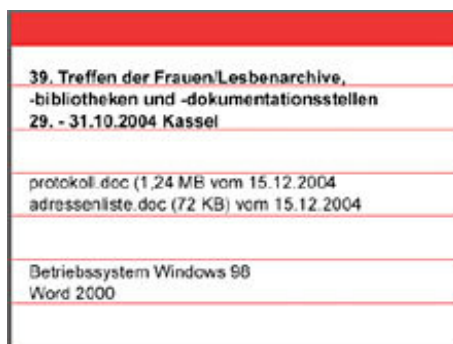 39. Treffen der Frauen/Lesbenarchive,
-bibliotheken und -dokumentationsstellen
29. - 31.10.2004 Kassel
protokoll.doc (1,24 MB vom 15.12.2004
adressenliste.doc (72 KB) vom 15.12.2004
Betriebssystem Windows 98
Word 2000